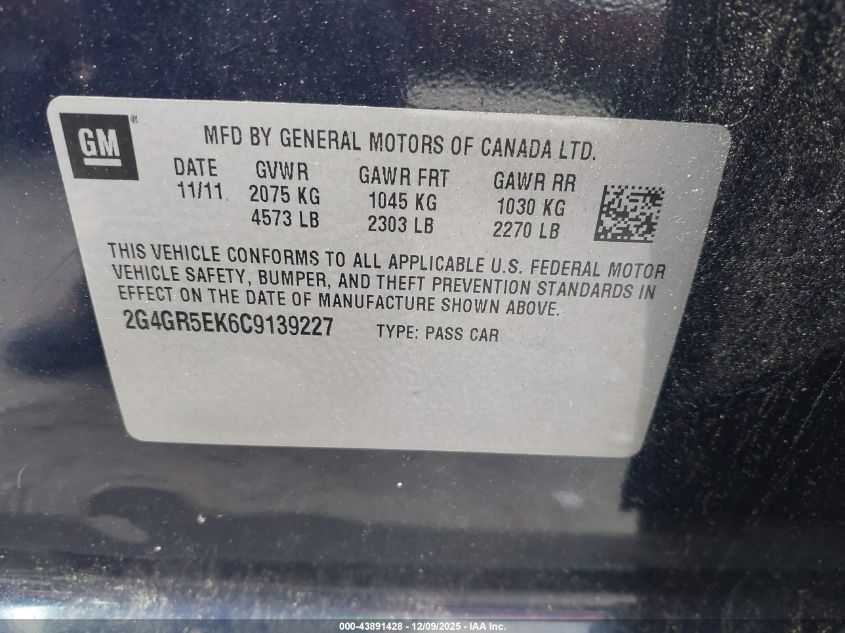 GM ®
MFD BY GENERAL MOTORS OF CANADA LTD.
DATE GVWR GAWR FRT GAWR RR
11/11 2075 KG 1045 KG 1030 KG
4573 LB 2303 LB 2270 LB
THIS VEHICLE CONFORMS TO ALL APPLICABLE U.S. FEDERAL MOTOR
VEHICLE SAFETY, BUMPER, AND THEFT PREVENTION STANDARDS IN
EFFECT ON THE DATE OF MANUFACTURE SHOWN ABOVE.
2G4GR5EK6C9139227 TYPE: PASS CAR
000-43891428 - 12/09/2025 - IAA Inc.